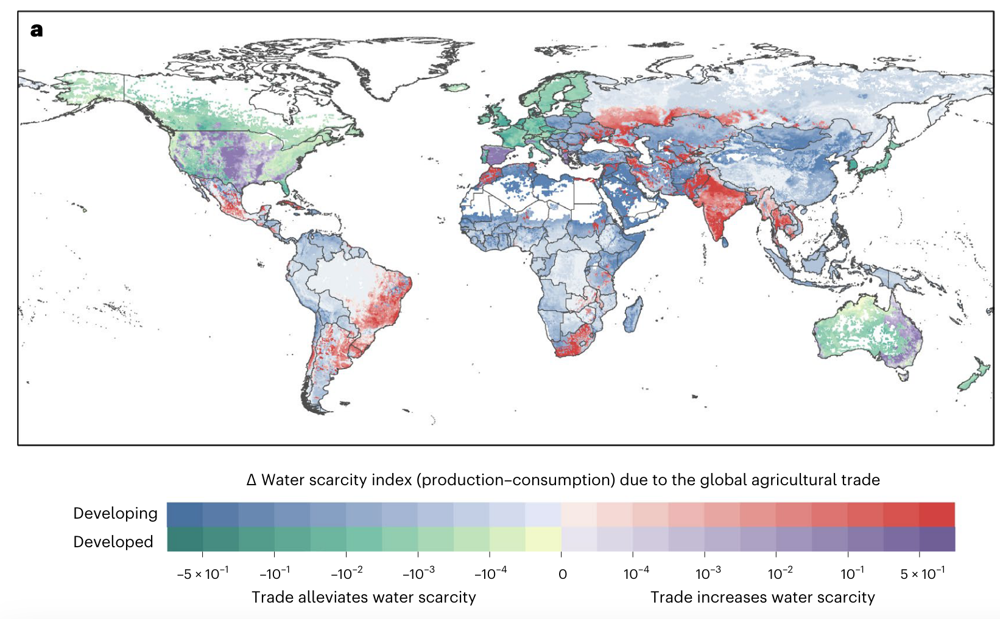 a
Δ Water scarcity index (production–consumption) due to the global agricultural trade
Developing
Developed
−5 × 10⁻¹ −10⁻¹ −10⁻² −10⁻³ −10⁻⁴ 0 10⁻⁴ 10⁻³ 10⁻² 10⁻¹ 5 × 10⁻¹
Trade alleviates water scarcity Trade increases water scarcity